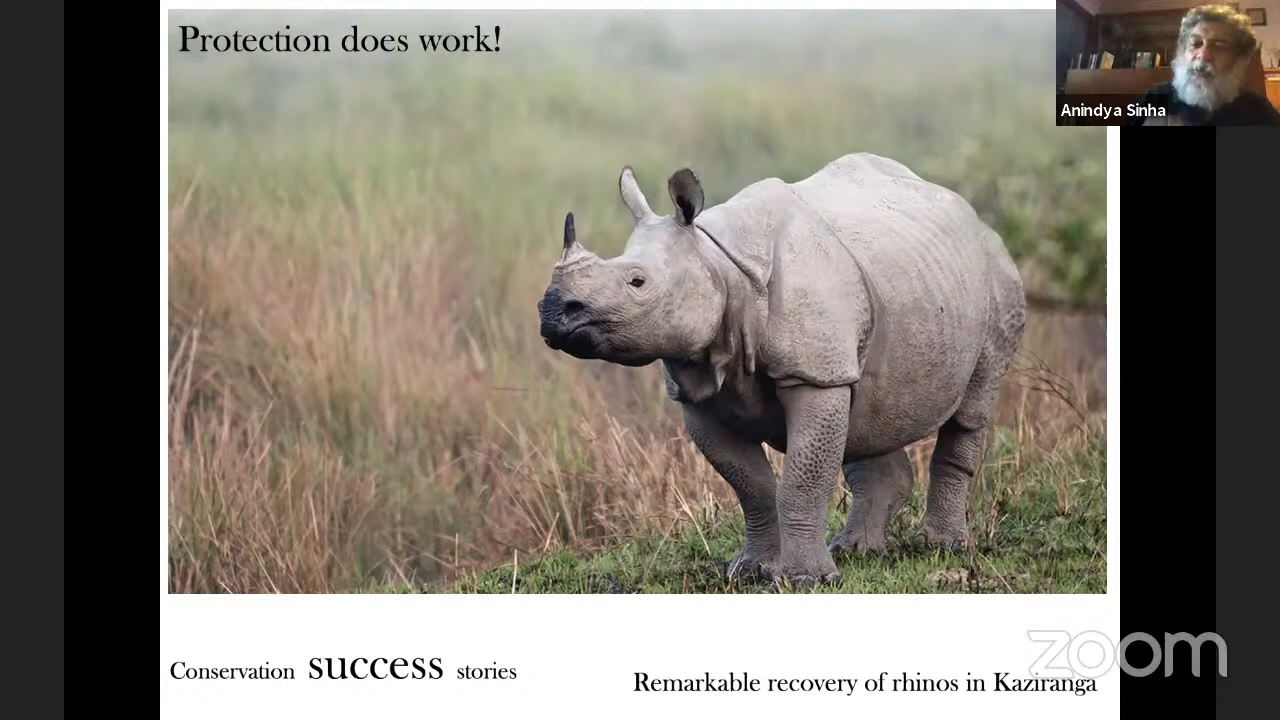 Protection does work!
Anindya Sinha
Conservation success stories
Remarkable recovery of rhinos in Kaziranga
zoom